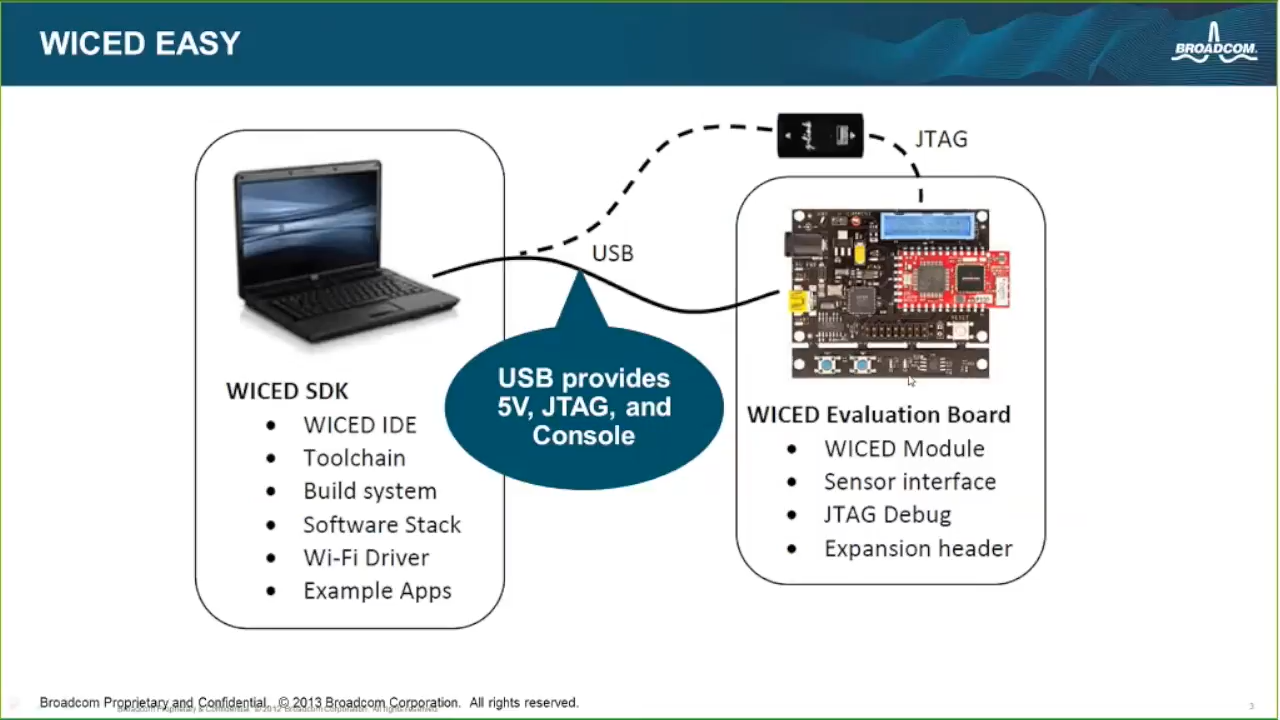 WICED EASY
BROADCOM.
JTAG
USB
USB provides
5V, JTAG, and
Console
WICED SDK
• WICED IDE
• Toolchain
• Build system
• Software Stack
• Wi-Fi Driver
• Example Apps
WICED Evaluation Board
• WICED Module
• Sensor interface
• JTAG Debug
• Expansion header
RESET
Broadcom Proprietary and Confidential. © 2013 Broadcom Corporation. All rights reserved.
3